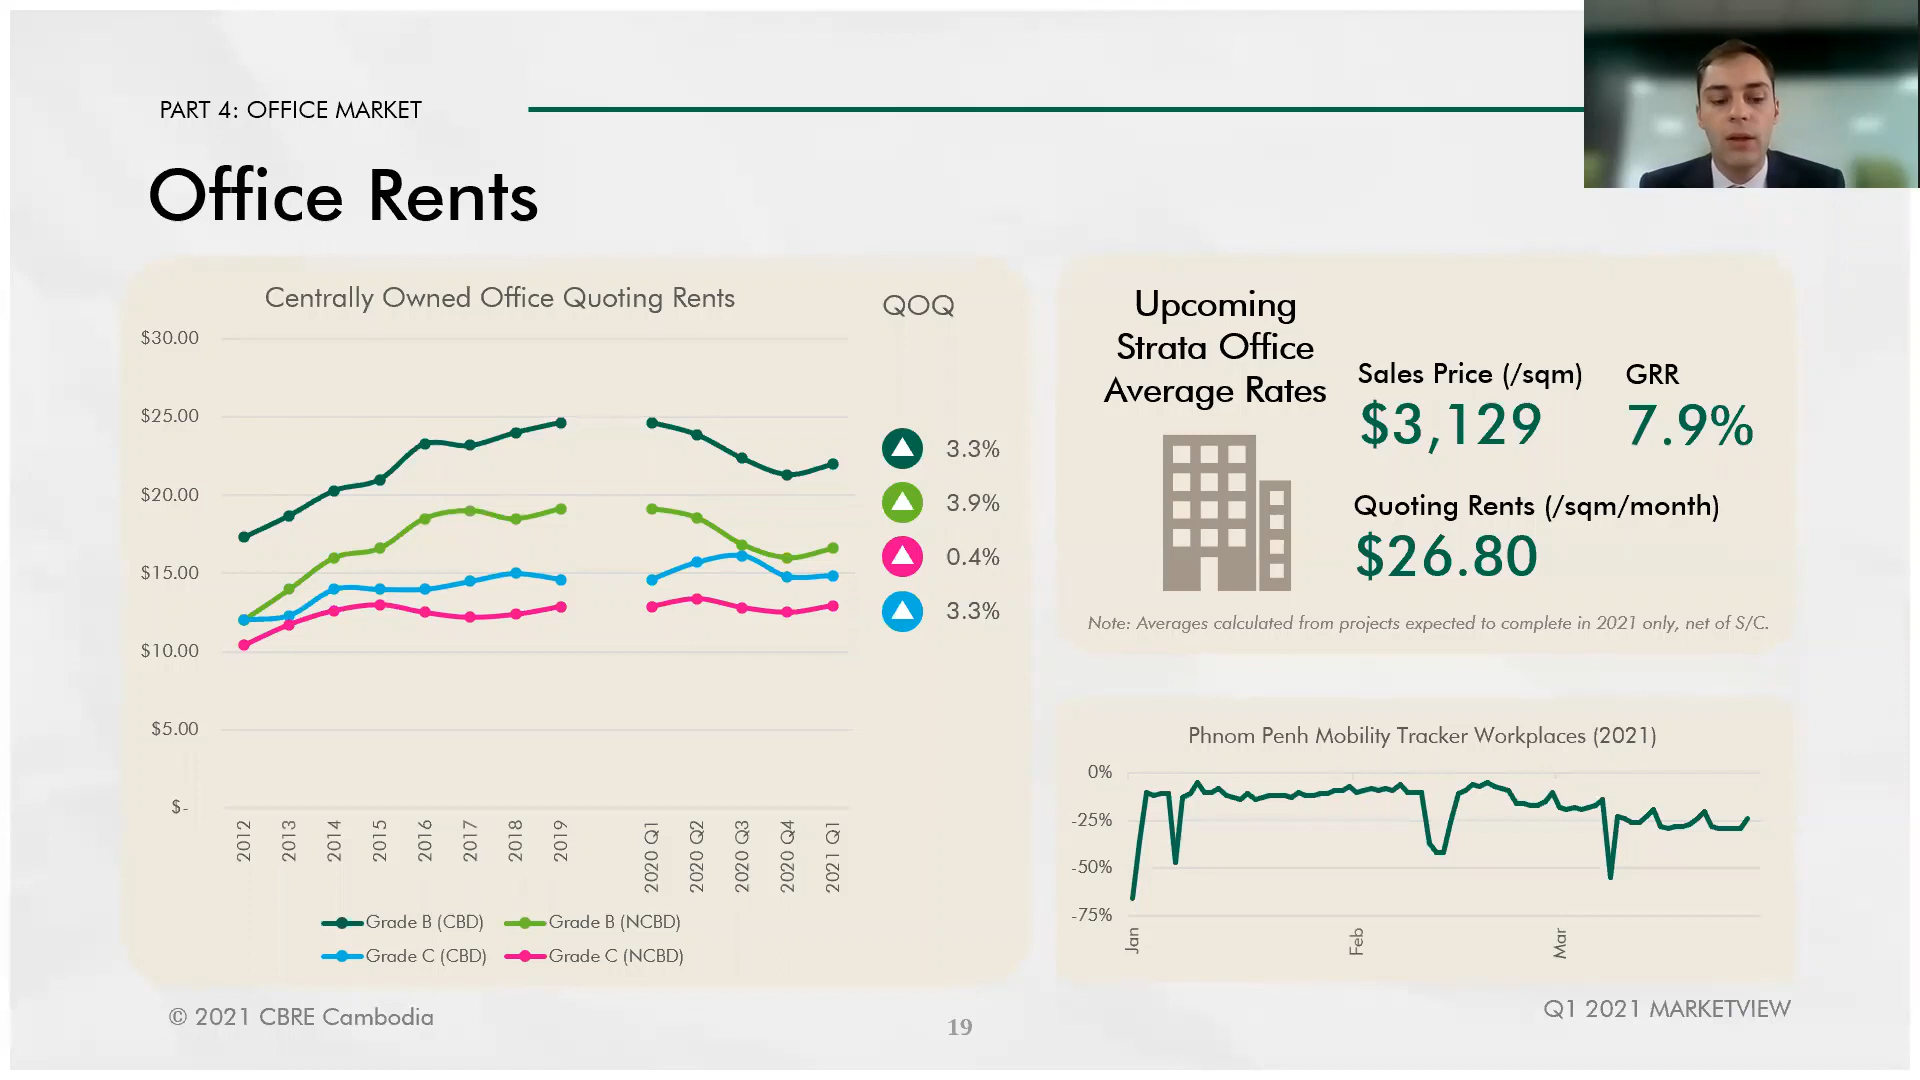 PART 4: OFFICE MARKET
Office Rents
Centrally Owned Office Quoting Rents
QOQ
$30.00
$25.00
$20.00
$15.00
$10.00
$5.00
$-
2012
2013
2014
2015
2016
2017
2018
2019
2020 Q1
2020 Q2
2020 Q3
2020 Q4
2021 Q1
3.3%
3.9%
0.4%
3.3%
Grade B (CBD)
Grade B (NCBD)
Grade C (CBD)
Grade C (NCBD)
Upcoming
Strata Office
Average Rates
Sales Price (/sqm)
GRR
$3,129
7.9%
Quoting Rents (/sqm/month)
$26.80
Note: Averages calculated from projects expected to complete in 2021 only, net of S/C.
Phnom Penh Mobility Tracker Workplaces (2021)
0%
-25%
-50%
-75%
Jan
Feb
Mar
© 2021 CBRE Cambodia
19
Q1 2021 MARKETVIEW